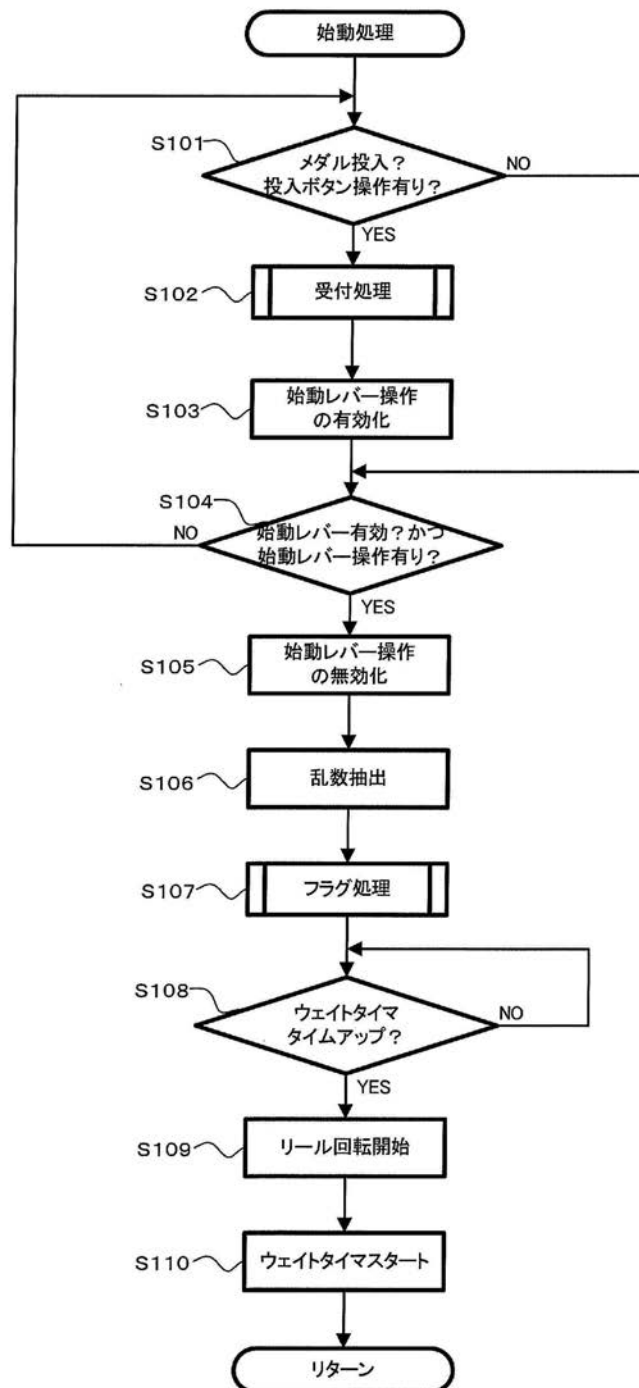 始動処理
S101
メダル投入？
投入ボタン操作有り？
NO
YES
S102
受付処理
S103
始動レバー操作
の有効化
S104
始動レバー有効？かつ
始動レバー操作有り？
NO
YES
S105
始動レバー操作
の無効化
S106
乱数抽出
S107
フラグ処理
S108
ウェイトタイマ
タイムアップ？
NO
YES
S109
リール回転開始
S110
ウェイトタイマスタート
リターン